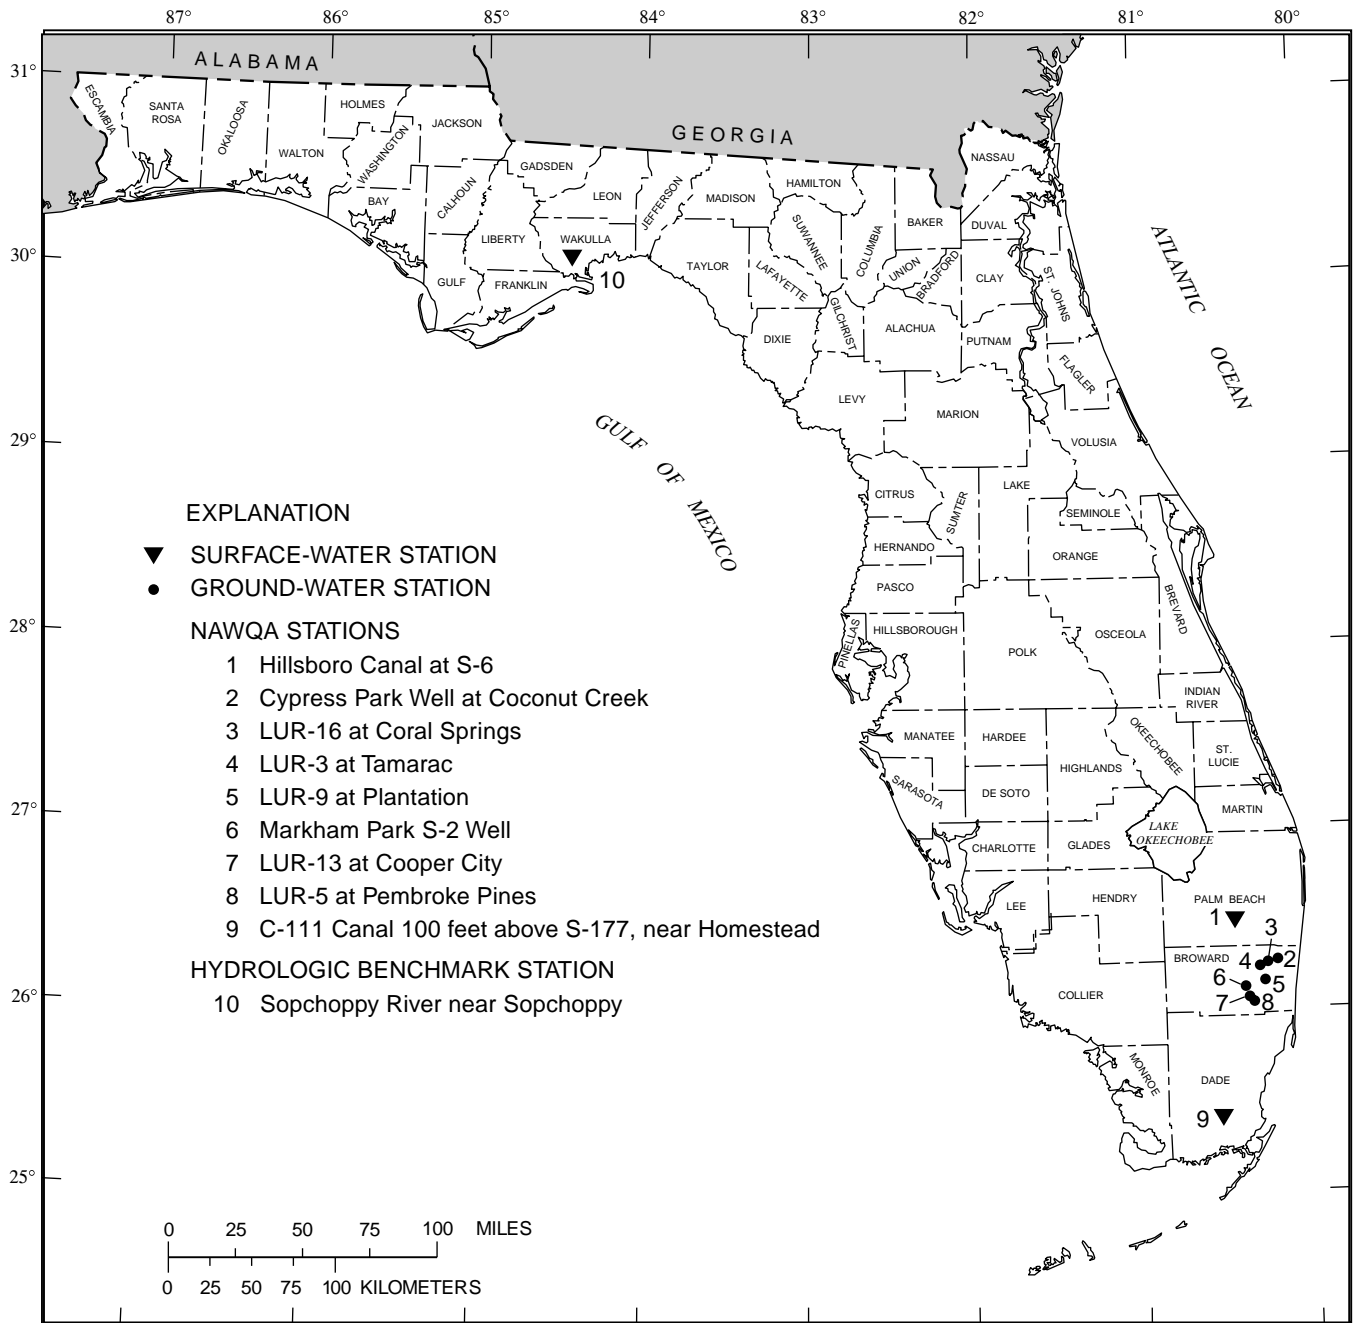 87° 86° 85° 84° 83° 82° 81° 80°
31°
30°
29°
28°
27°
26°
25°
ALABAMA
GEORGIA
ATLANTIC OCEAN
GULF OF MEXICO
ESCAMBIA
SANTA
ROSA
OKALOOSA
WALTON
HOLMES
WASHINGTON
JACKSON
BAY
CALHOUN
GULF
GADSDEN
LIBERTY
FRANKLIN
LEON
WAKULLA
10
JEFFERSON
MADISON
TAYLOR
HAMILTON
SUWANNEE
LAFAYETTE
DIXIE
COLUMBIA
GILCHRIST
BAKER
UNION
BRADFORD
ALACHUA
NASSAU
DUVAL
CLAY
ST. JOHNS
PUTNAM
FLAGLER
LEVY
MARION
VOLUSIA
CITRUS
SUMTER
LAKE
SEMINOLE
HERNANDO
ORANGE
PASCO
BREVARD
PINELLAS
HILLSBOROUGH
POLK
OSCEOLA
INDIAN
RIVER
MANATEE
HARDEE
HIGHLANDS
OKEECHOBEE
ST.
LUCIE
SARASOTA
DE SOTO
MARTIN
CHARLOTTE
GLADES
LAKE
OKEECHOBEE
LEE
HENDRY
PALM BEACH
1
3
BROWARD
4
2
6
5
7
8
COLLIER
MONROE
DADE
9
EXPLANATION
SURFACE-WATER STATION
GROUND-WATER STATION
NAWQA STATIONS
1 Hillsboro Canal at S-6
2 Cypress Park Well at Coconut Creek
3 LUR-16 at Coral Springs
4 LUR-3 at Tamarac
5 LUR-9 at Plantation
6 Markham Park S-2 Well
7 LUR-13 at Cooper City
8 LUR-5 at Pembroke Pines
9 C-111 Canal 100 feet above S-177, near Homestead
HYDROLOGIC BENCHMARK STATION
10 Sopchoppy River near Sopchoppy
0 25 50 75 100 MILES
0 25 50 75 100 KILOMETERS